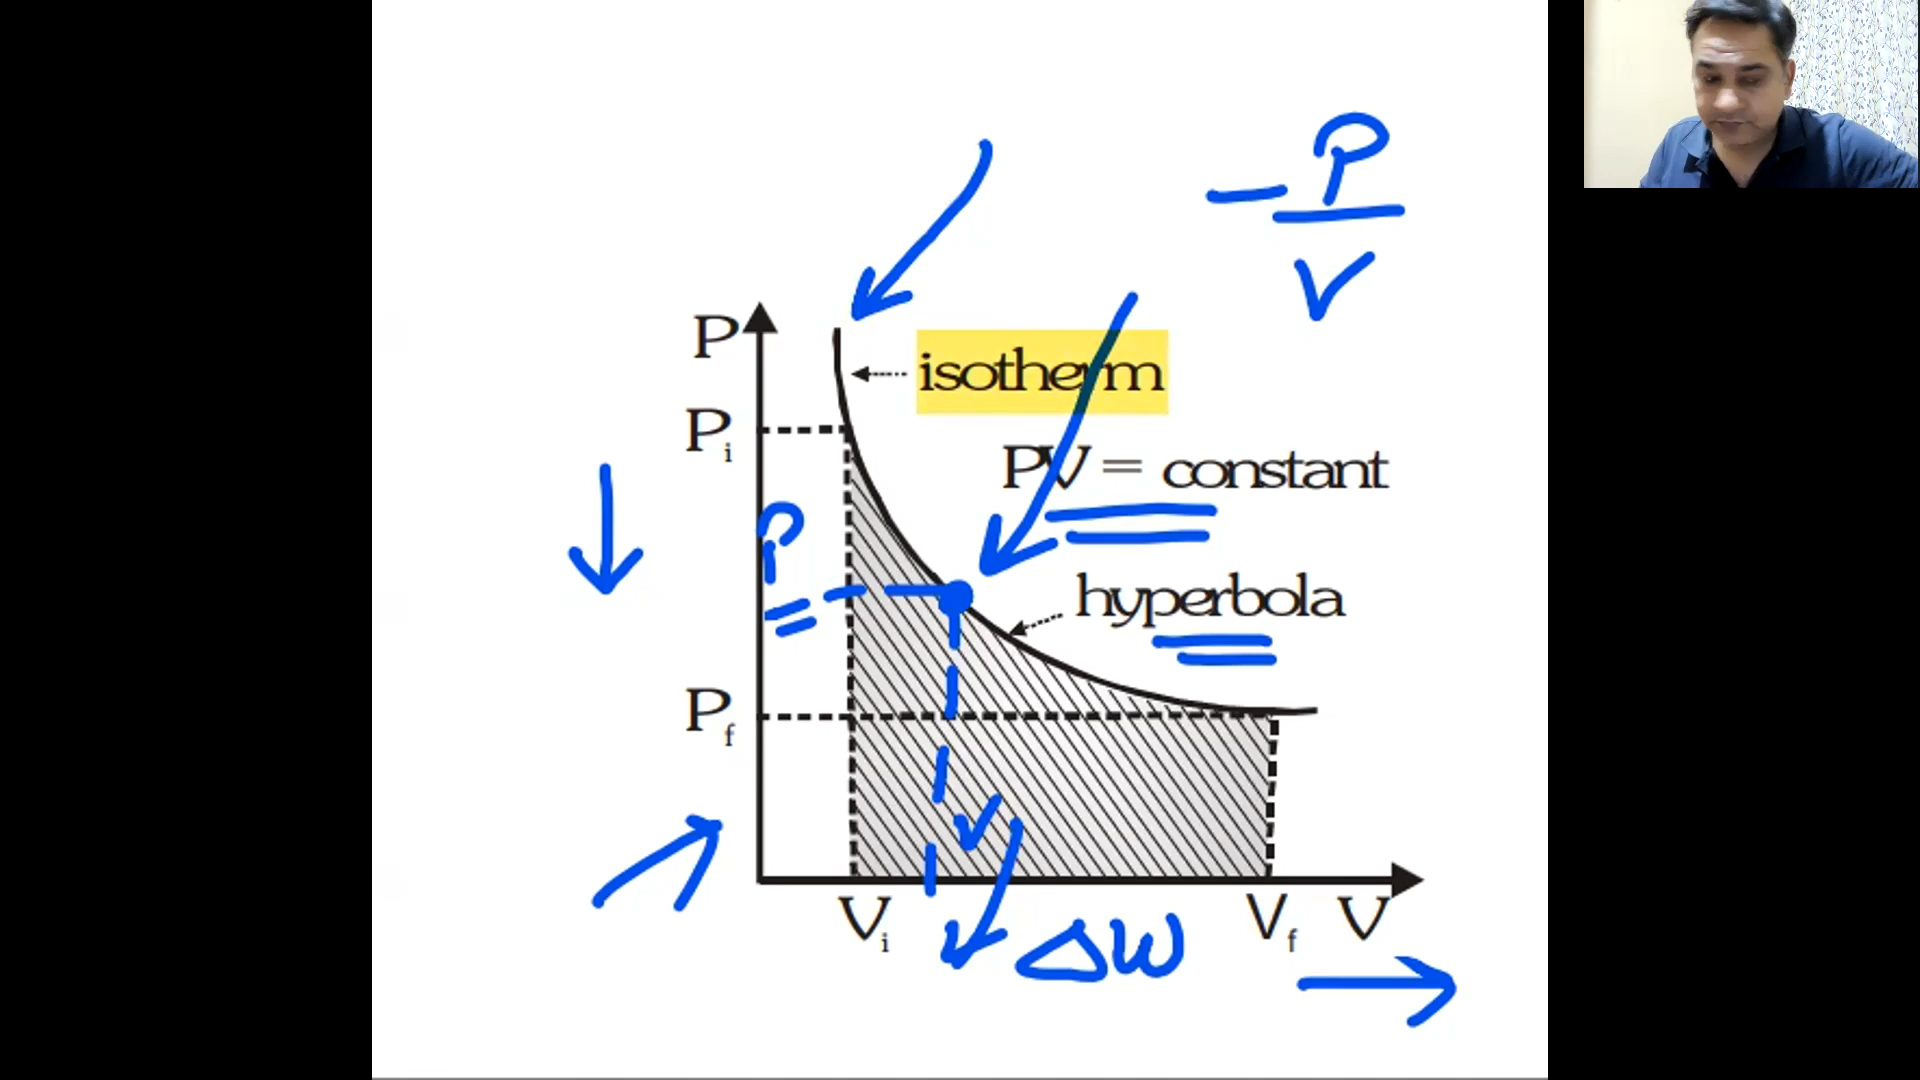 - P
V
P
isotherm
P_i
PV = constant
P
hyperbola
P_f
V
V_i
ΔW
V_f
V